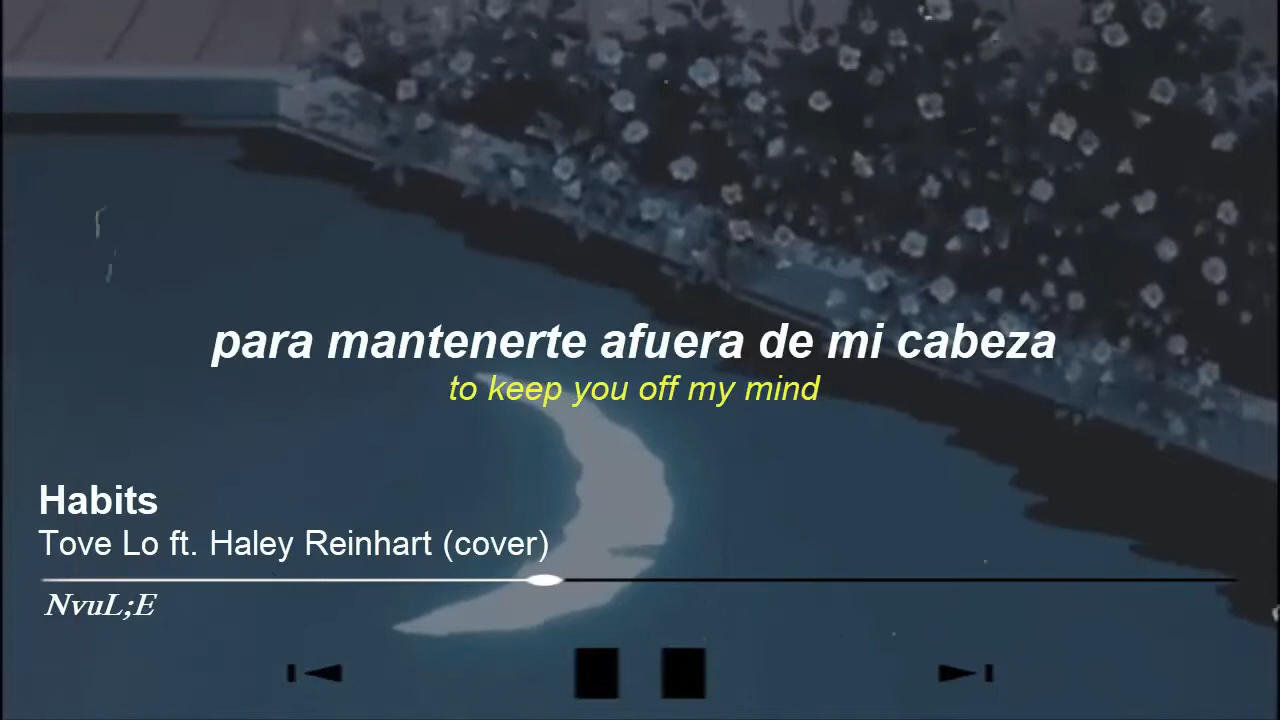 para mantenerte afuera de mi cabeza
to keep you off my mind
Habits
Tove Lo ft. Haley Reinhart (cover)
NvuL;E